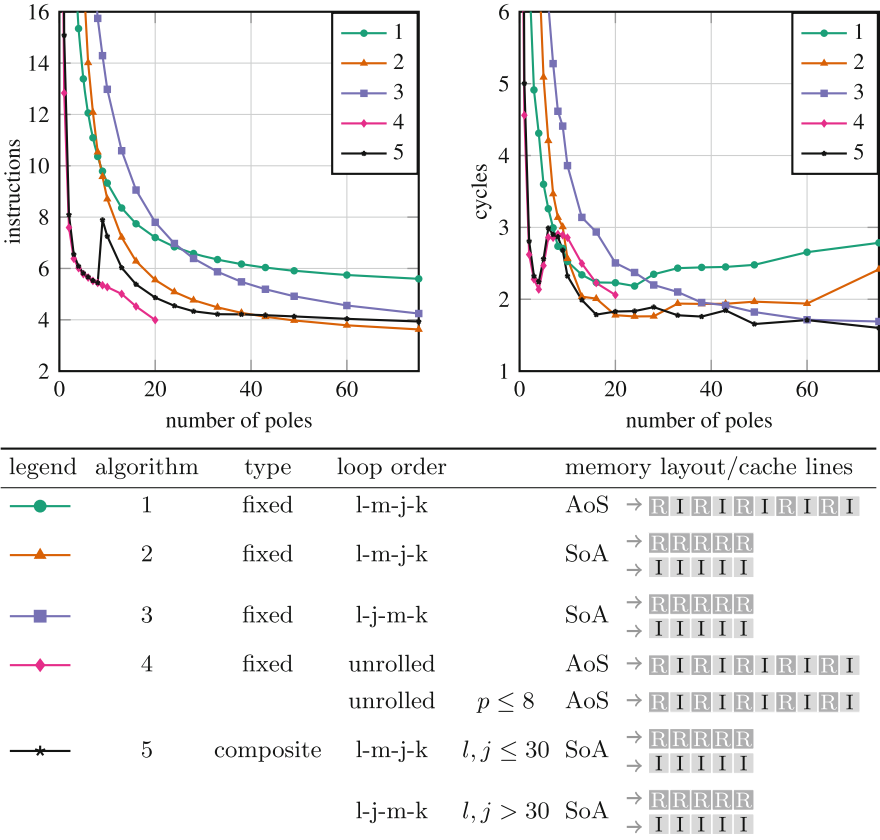 16
14
12
10
8
6
4
2
0
20
40
60
instructions
number of poles
1
2
3
4
5
6
5
4
3
2
1
0
20
40
60
cycles
number of poles
1
2
3
4
5
legend algorithm type loop order memory layout/cache lines
1 fixed l-m-j-k AoS → R I R I R I R I R I
2 fixed l-m-j-k SoA → R R R R R
→ I I I I I
3 fixed l-j-m-k SoA → R R R R R
→ I I I I I
4 fixed unrolled AoS → R I R I R I R I R I
unrolled p ≤ 8 AoS → R I R I R I R I R I
5 composite l-m-j-k l, j ≤ 30 SoA → R R R R R
→ I I I I I
l-j-m-k l, j > 30 SoA → R R R R R
→ I I I I I